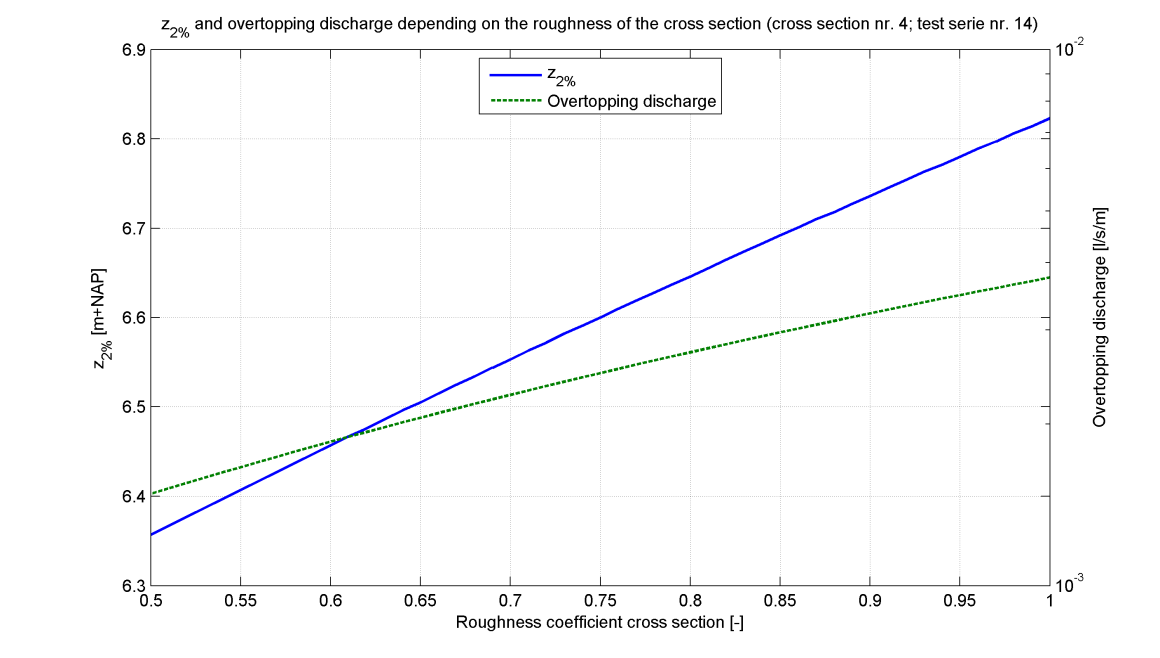 z2% and overtopping discharge depending on the roughness of the cross section (cross section nr. 4; test serie nr. 14)
z2%
Overtopping discharge
6.9
6.8
6.7
6.6
6.5
6.4
6.3
z2% [m+NAP]
10-2
10-3
Overtopping discharge [l/s/m]
0.5 0.55 0.6 0.65 0.7 0.75 0.8 0.85 0.9 0.95 1
Roughness coefficient cross section [-]